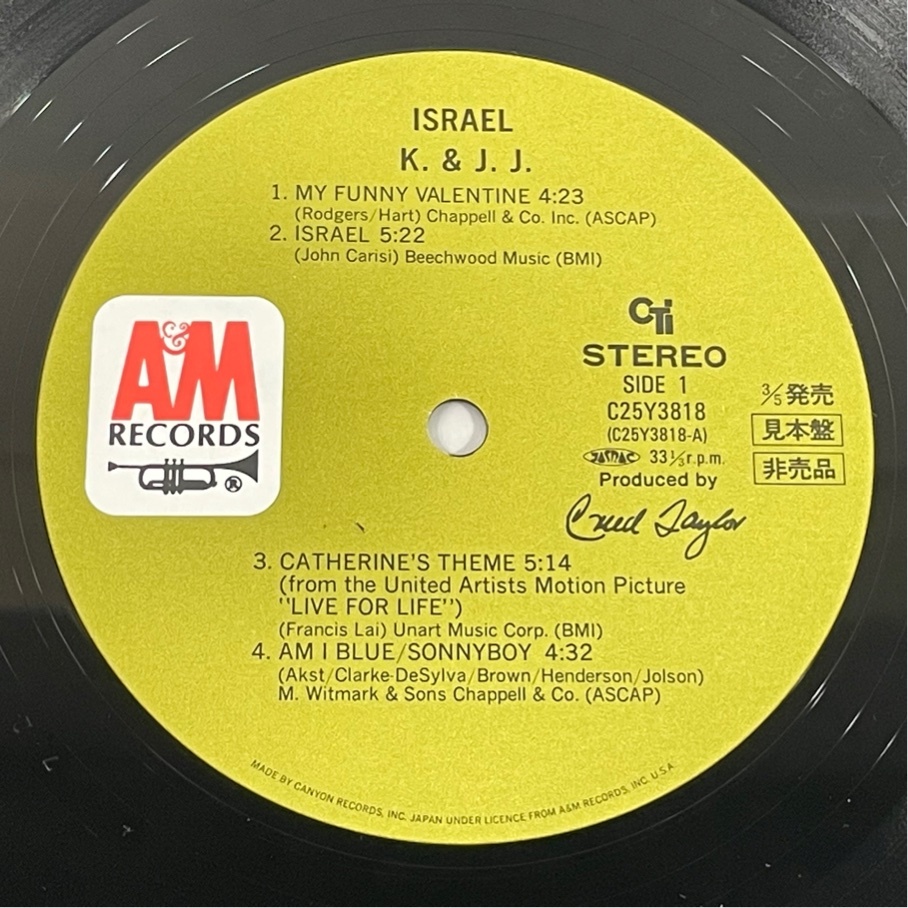 ISRAEL
K. & J. J.
1. MY FUNNY VALENTINE 4:23
(Rodgers/Hart) Chappell & Co. Inc. (ASCAP)
2. ISRAEL 5:22
(John Carisi) Beechwood Music (BMI)
A&M
RECORDS
®
CTi
STEREO
SIDE 1
C25Y3818
(C25Y3818-A)
JASRAC 33⅓r.p.m.
Produced by
Creed Taylor
3/5発売
見本盤
非売品
3. CATHERINE'S THEME 5:14
(from the United Artists Motion Picture
''LIVE FOR LIFE'')
(Francis Lai) Unart Music Corp. (BMI)
4. AM I BLUE/SONNYBOY 4:32
(Akst/Clarke-DeSylva/Brown/Henderson/Jolson)
M. Witmark & Sons Chappell & Co. (ASCAP)
MADE BY CANYON RECORDS, INC. JAPAN UNDER LICENCE FROM A&M RECORDS, INC. U.S.A.